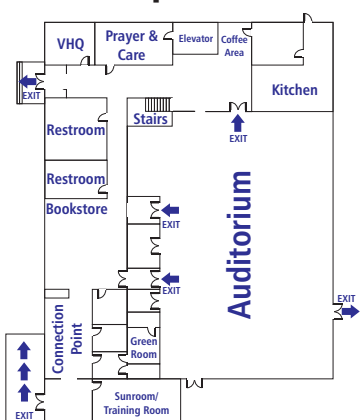 VHQ
Prayer &
Care
Elevator
Coffee
Area
Kitchen
EXIT
Restroom
Stairs
EXIT
Restroom
Bookstore
EXIT
Auditorium
EXIT
EXIT
Connection
Point
Green
Room
EXIT
Sunroom/
Training Room